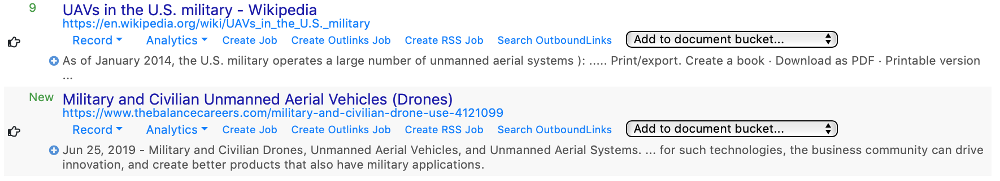 9
UAVs in the U.S. military - Wikipedia
https://en.wikipedia.org/wiki/UAVs_in_the_U.S._military
Record Analytics Create Job Create Outlinks Job Create RSS Job Search OutboundLinks Add to document bucket...
As of January 2014, the U.S. military operates a large number of unmanned aerial systems ): ..... Print/export. Create a book · Download as PDF · Printable version
...
New
Military and Civilian Unmanned Aerial Vehicles (Drones)
https://www.thebalancecareers.com/military-and-civilian-drone-use-4121099
Record Analytics Create Job Create Outlinks Job Create RSS Job Search OutboundLinks Add to document bucket...
Jun 25, 2019 - Military and Civilian Drones, Unmanned Aerial Vehicles, and Unmanned Aerial Systems. ... for such technologies, the business community can drive
innovation, and create better products that also have military applications.